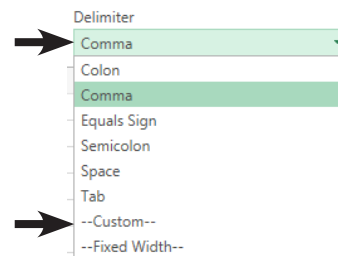 Delimiter
Comma
Colon
Comma
Equals Sign
Semicolon
Space
Tab
--Custom--
--Fixed Width--